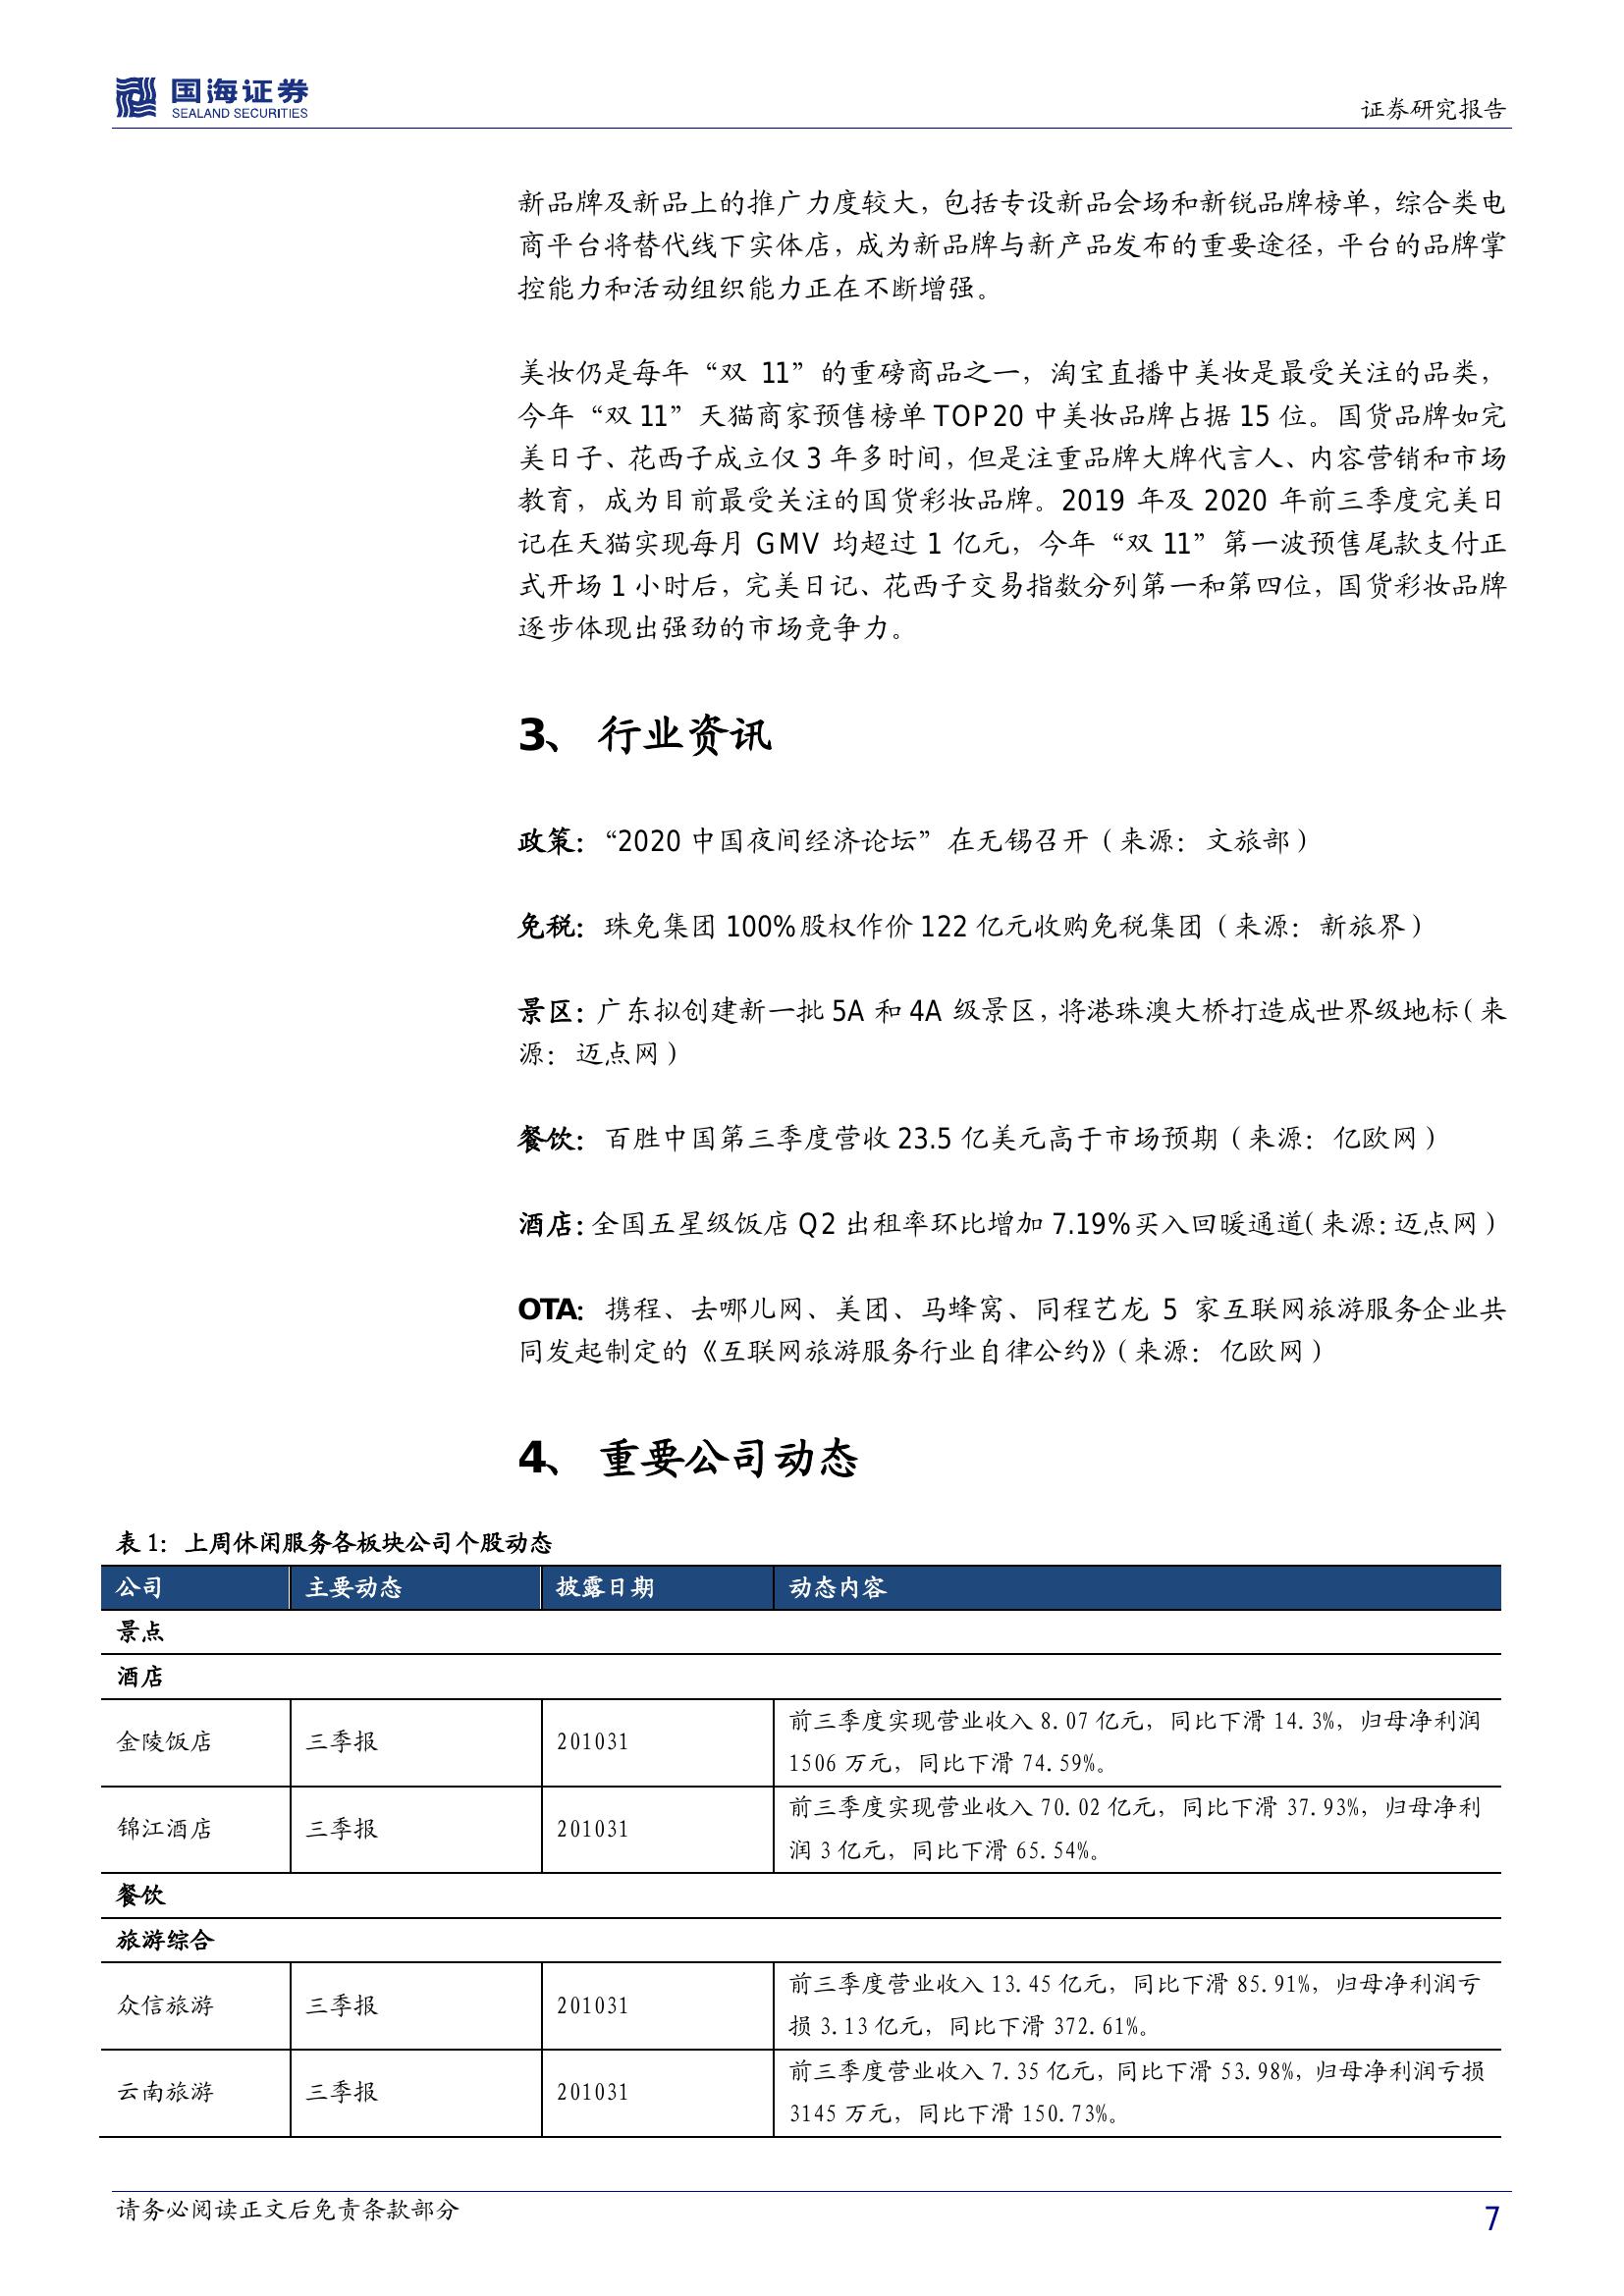 国海证券
SEALAND SECURITIES
证券研究报告
新品牌及新品上的推广力度较大，包括专设新品会场和新锐品牌榜单，综合类电
商平台将替代线下实体店，成为新品牌与新产品发布的重要途径，平台的品牌掌
控能力和活动组织能力正在不断增强。
美妆仍是每年“双 11”的重磅商品之一，淘宝直播中美妆是最受关注的品类，
今年“双 11”天猫商家预售榜单 TOP20 中美妆品牌占据 15 位。国货品牌如完
美日子、花西子成立仅 3 年多时间，但是注重品牌大牌代言人、内容营销和市场
教育，成为目前最受关注的国货彩妆品牌。2019 年及 2020 年前三季度完美日
记在天猫实现每月 GMV 均超过 1 亿元，今年“双 11”第一波预售尾款支付正
式开场 1 小时后，完美日记、花西子交易指数分列第一和第四位，国货彩妆品牌
逐步体现出强劲的市场竞争力。
3、 行业资讯
政策：“2020 中国夜间经济论坛”在无锡召开（来源：文旅部）
免税：珠免集团 100%股权作价 122 亿元收购免税集团（来源：新旅界）
景区：广东拟创建新一批 5A 和 4A 级景区，将港珠澳大桥打造成世界级地标（来
源：迈点网）
餐饮：百胜中国第三季度营收 23.5 亿美元高于市场预期（来源：亿欧网）
酒店：全国五星级饭店 Q2 出租率环比增加 7.19%买入回暖通道（来源：迈点网）
OTA：携程、去哪儿网、美团、马蜂窝、同程艺龙 5 家互联网旅游服务企业共
同发起制定的《互联网旅游服务行业自律公约》（来源：亿欧网）
4、 重要公司动态
表 1：上周休闲服务各板块公司个股动态
公司 主要动态 披露日期 动态内容
景点
酒店
金陵饭店 三季报 201031 前三季度实现营业收入 8.07 亿元，同比下滑 14.3%，归母净利润
1506 万元，同比下滑 74.59%。
锦江酒店 三季报 201031 前三季度实现营业收入 70.02 亿元，同比下滑 37.93%，归母净利
润 3 亿元，同比下滑 65.54%。
餐饮
旅游综合
众信旅游 三季报 201031 前三季度营业收入 13.45 亿元，同比下滑 85.91%，归母净利润亏
损 3.13 亿元，同比下滑 372.61%。
云南旅游 三季报 201031 前三季度营业收入 7.35 亿元，同比下滑 53.98%，归母净利润亏损
3145 万元，同比下滑 150.73%。
请务必阅读正文后免责条款部分
7